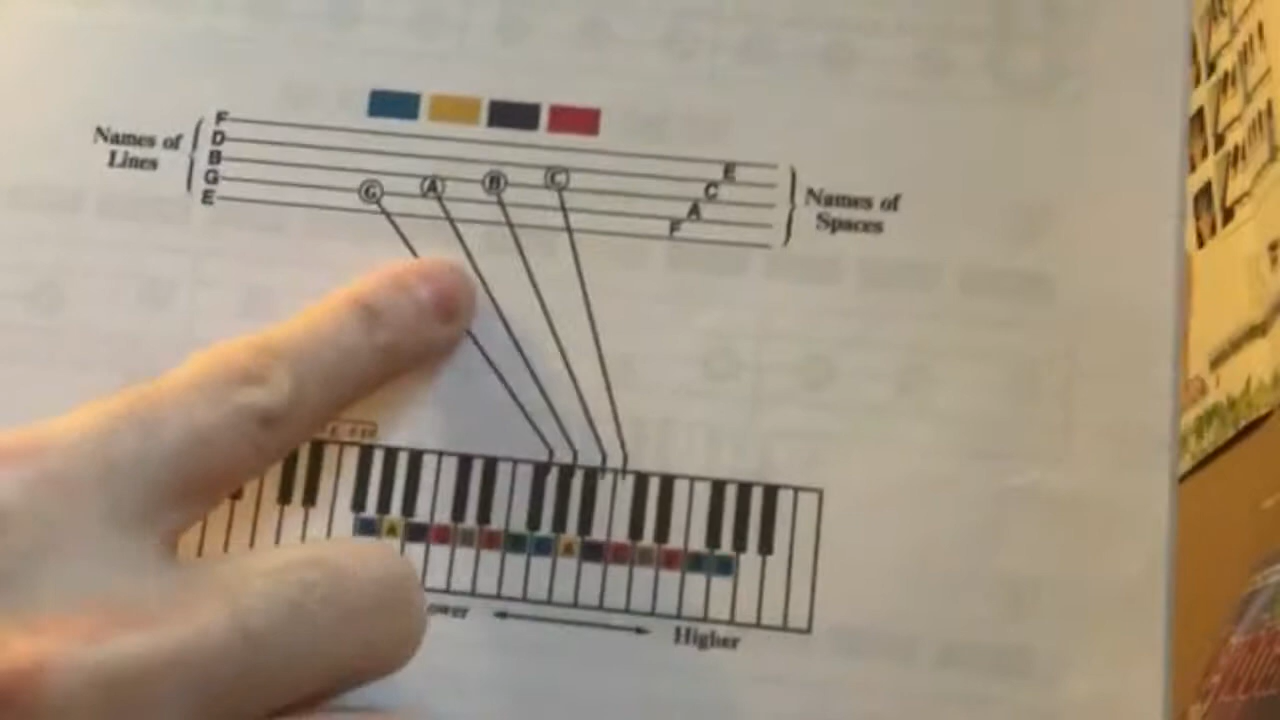 Names of
Lines
F
D
B
G
E
G A B C
E
C
A
F
Names of
Spaces
A A
Higher